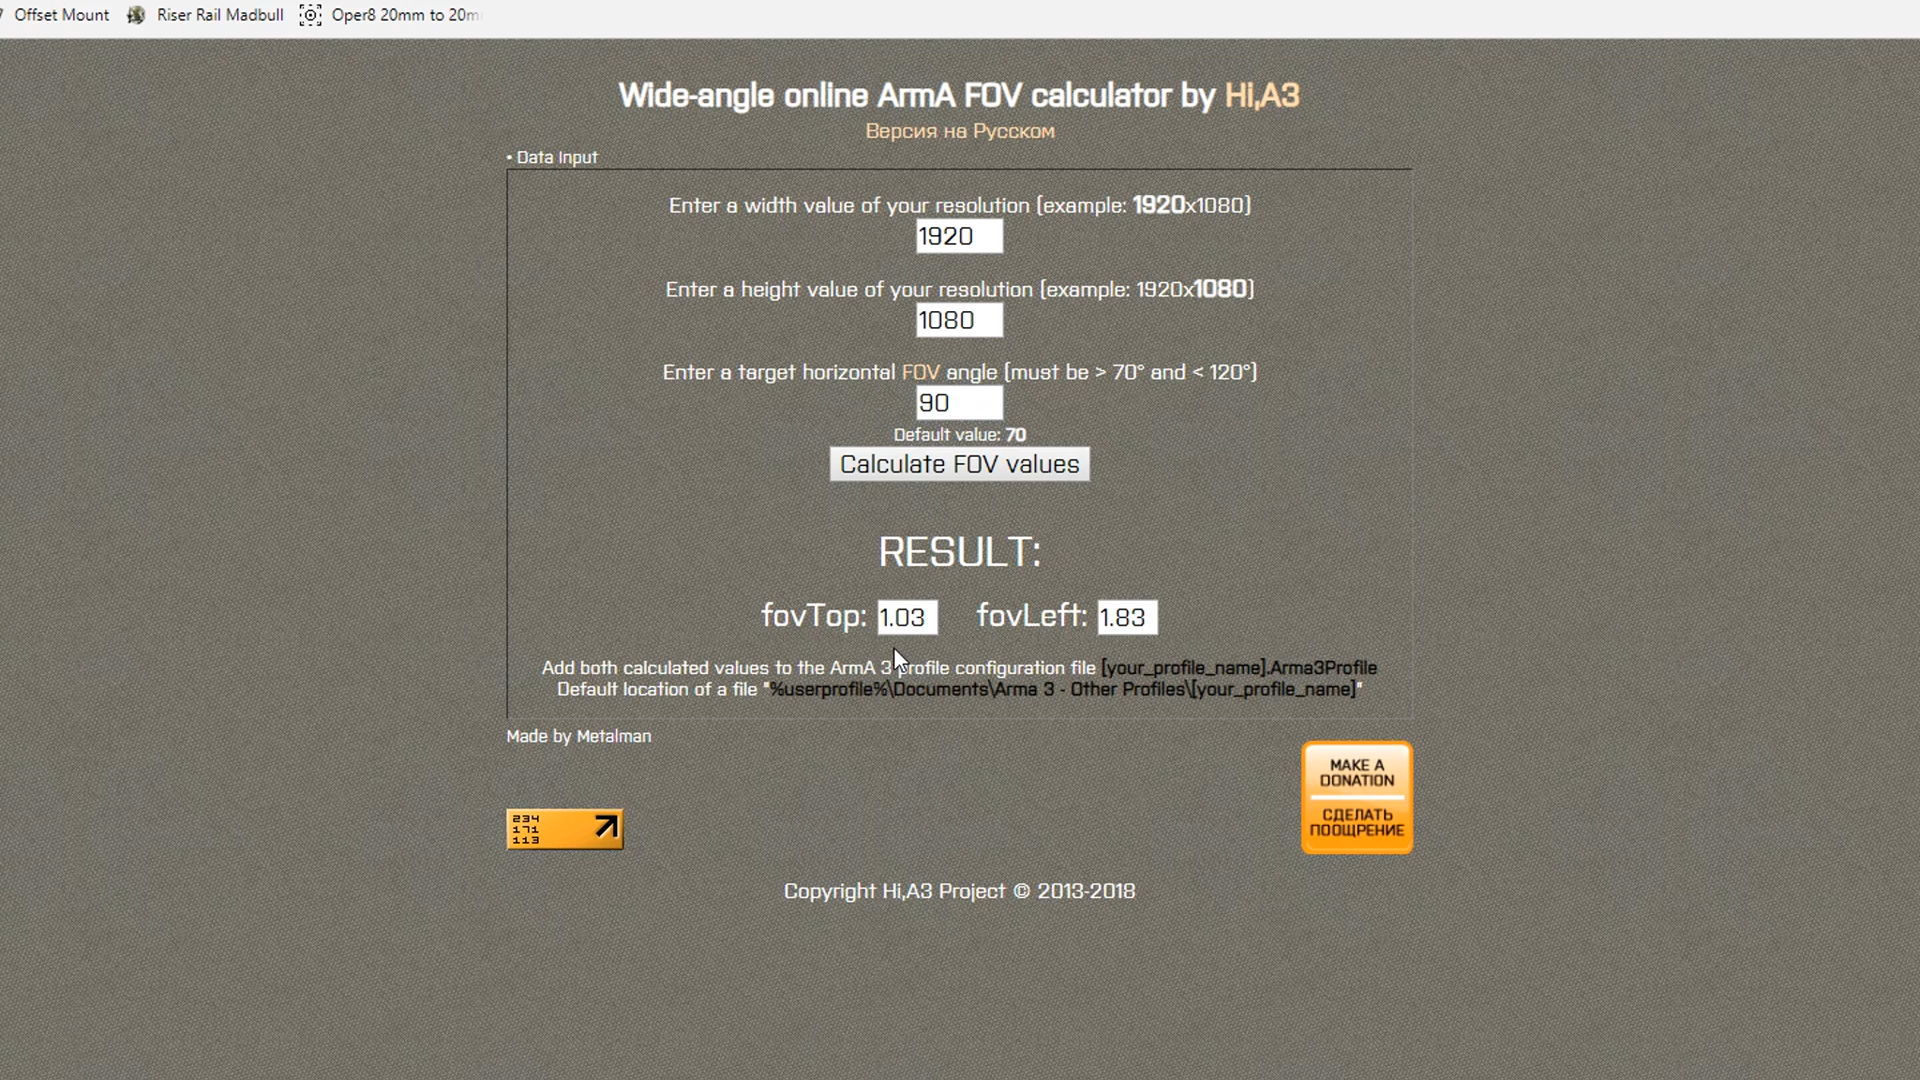 Offset Mount
Riser Rail Madbull
Oper8 20mm to 20m
Wide-angle online ArmA FOV calculator by Hi,A3
Версия на Русском
• Data Input
Enter a width value of your resolution (example: 1920x1080)
1920
Enter a height value of your resolution (example: 1920x1080)
1080
Enter a target horizontal FOV angle (must be > 70° and < 120°)
90
Default value: 70
Calculate FOV values
RESULT:
fovTop: 1.03 fovLeft: 1.83
Add both calculated values to the ArmA 3 profile configuration file [your_profile_name].Arma3Profile
Default location of a file "%userprofile%\Documents\Arma 3 - Other Profiles\[your_profile_name]"
Made by Metalman
MAKE A
DONATION
СДЕЛАТЬ
ПООЩРЕНИЕ
234
171
113
Copyright Hi,A3 Project © 2013-2018